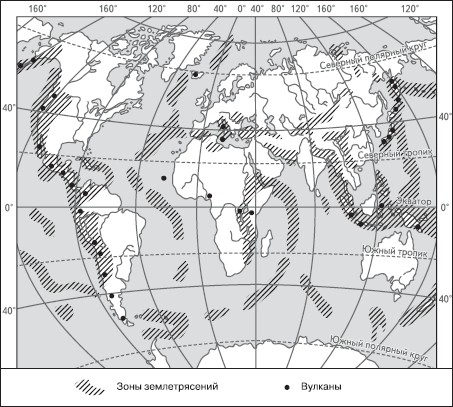 160° 120° 80° 40° 0° 40° 80° 120° 160° 160° 120°
Северный полярный круг
40° 40°
Северный тропик
Экватор
0° 0°
Южный тропик
40° 40°
Южный полярный круг
Зоны землетрясений Вулканы